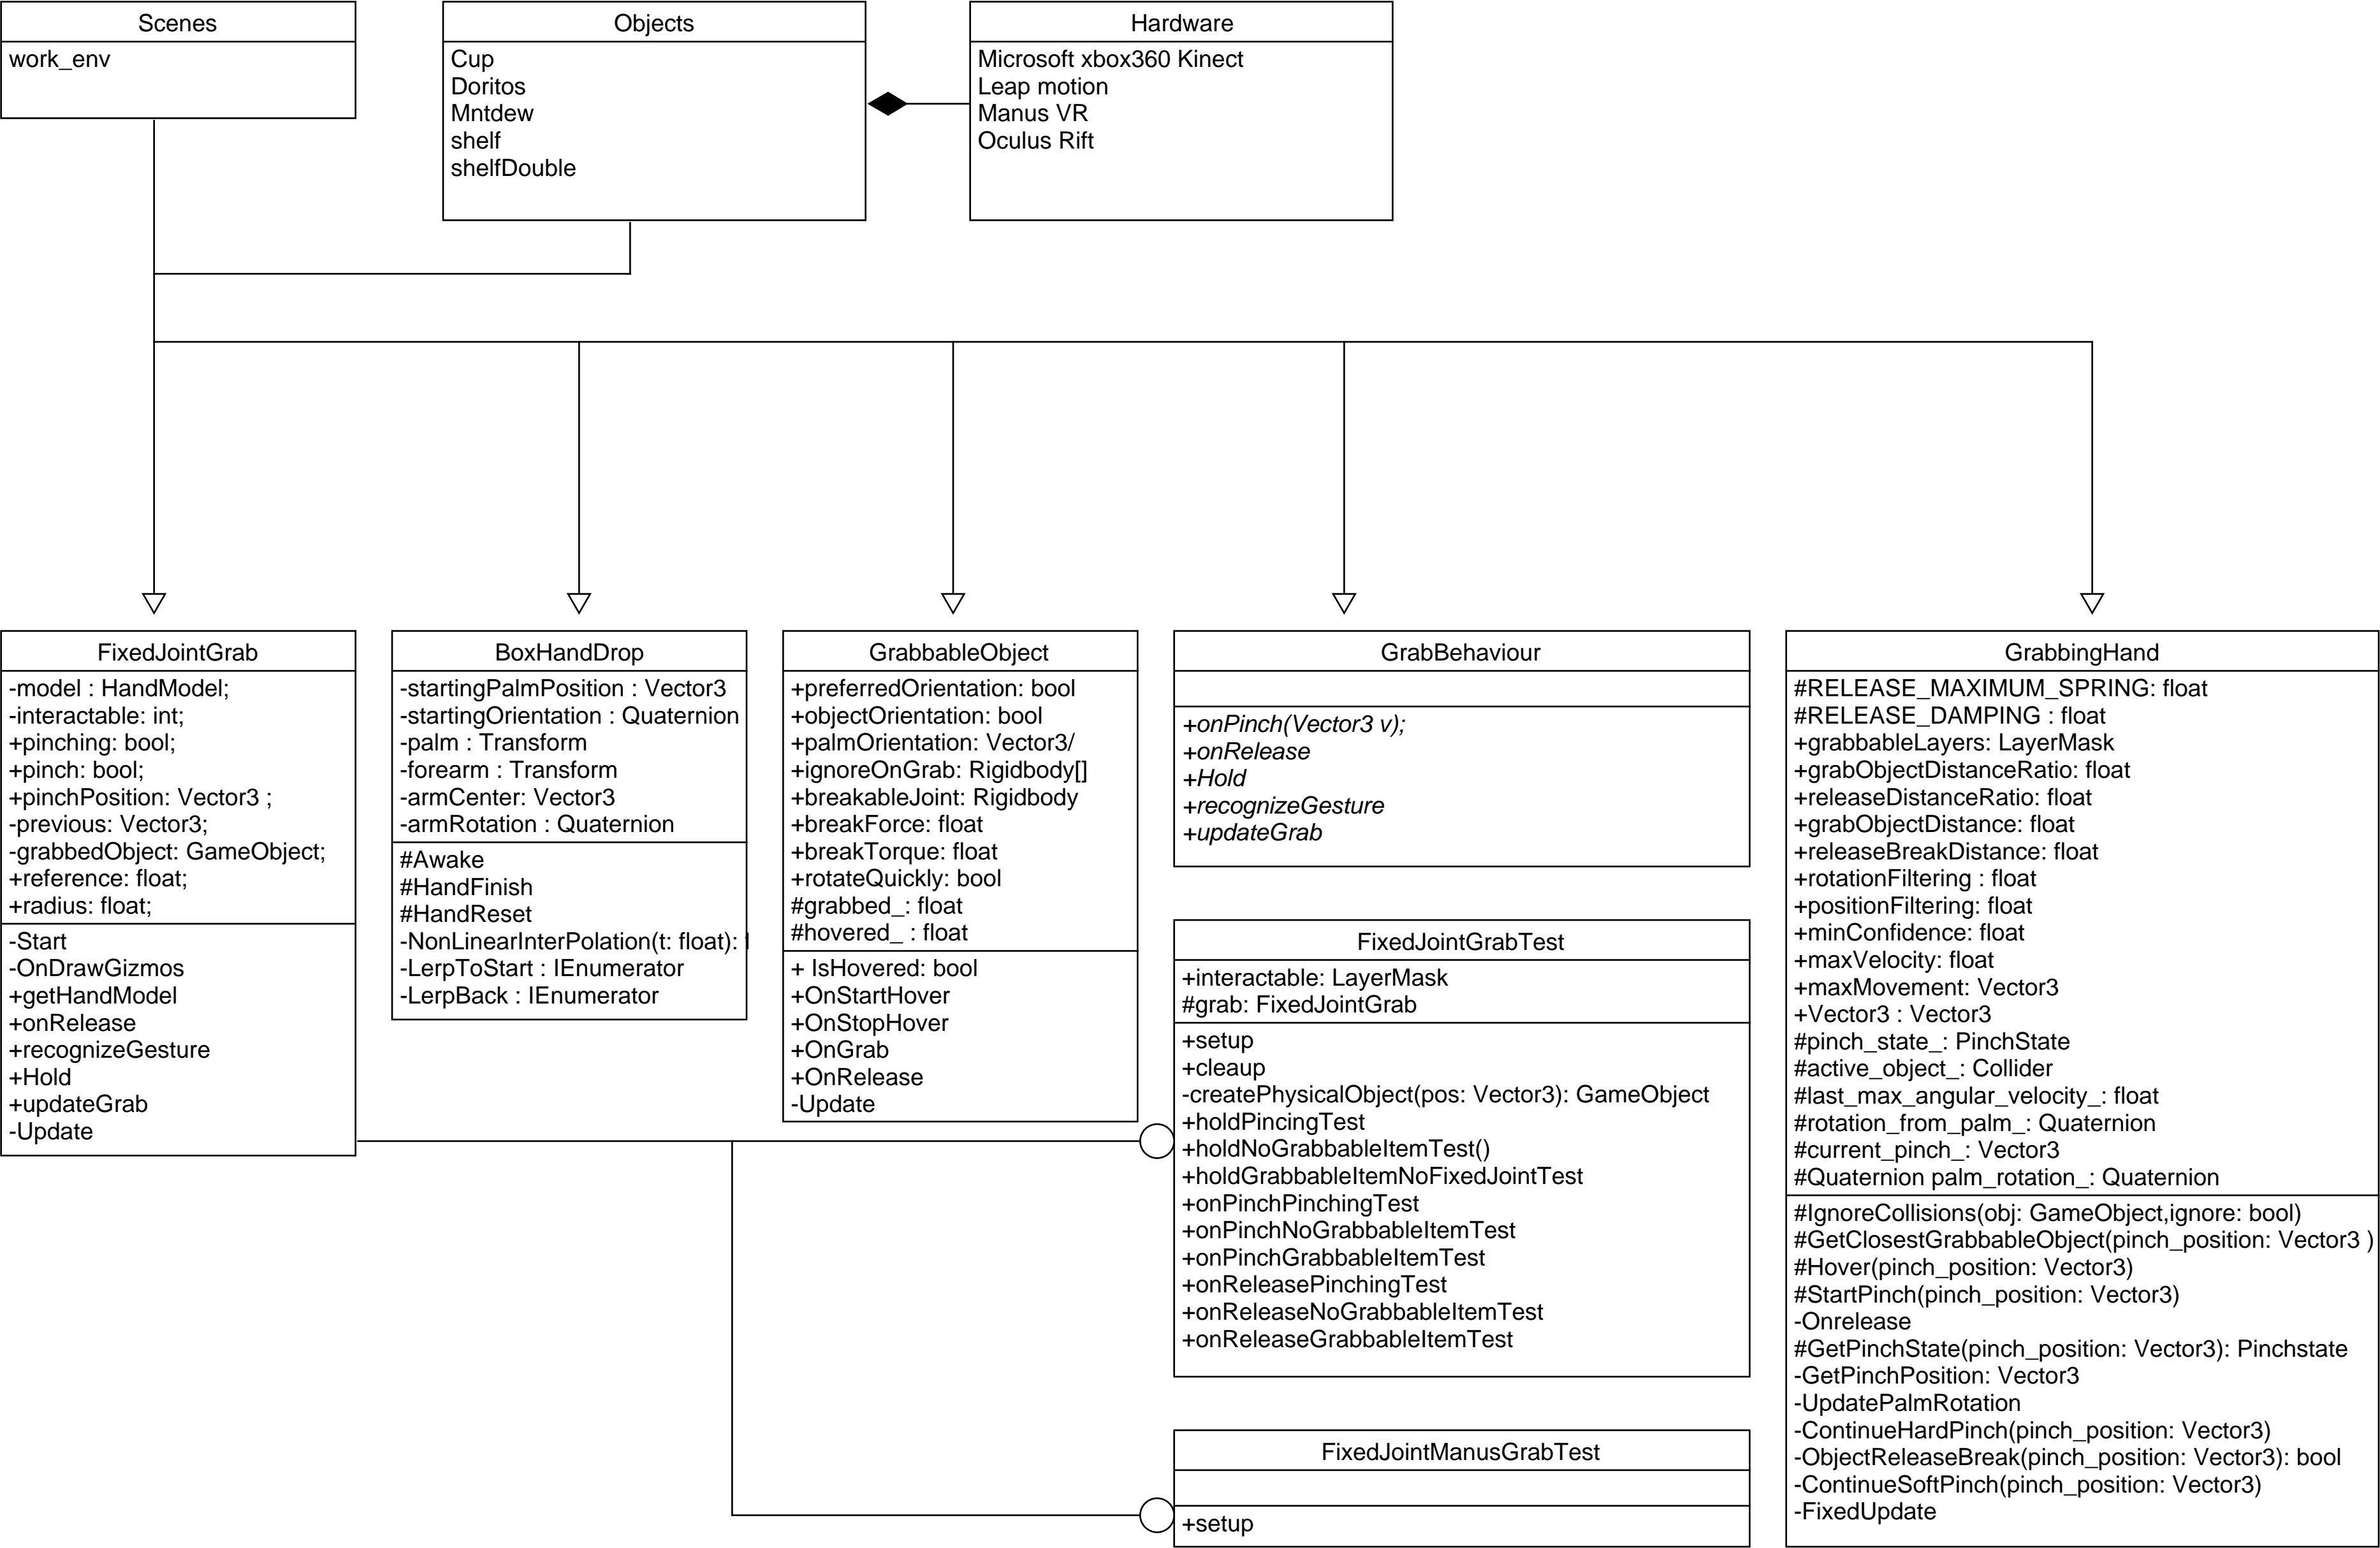 Scenes
work_env
Objects
Cup
Doritos
Mntdew
shelf
shelfDouble
Hardware
Microsoft xbox360 Kinect
Leap motion
Manus VR
Oculus Rift
FixedJointGrab
-model : HandModel;
-interactable: int;
+pinching: bool;
+pinch: bool;
+pinchPosition: Vector3 ;
-previous: Vector3;
-grabbedObject: GameObject;
+reference: float;
+radius: float;
-Start
-OnDrawGizmos
+getHandModel
+onRelease
+recognizeGesture
+Hold
+updateGrab
-Update
BoxHandDrop
-startingPalmPosition : Vector3
-startingOrientation : Quaternion
-palm : Transform
-forearm : Transform
-armCenter: Vector3
-armRotation : Quaternion
#Awake
#HandFinish
#HandReset
-NonLinearInterPolation(t: float):
-LerpToStart : IEnumerator
-LerpBack : IEnumerator
GrabbableObject
+preferredOrientation: bool
+objectOrientation: bool
+palmOrientation: Vector3/
+ignoreOnGrab: Rigidbody[]
+breakableJoint: Rigidbody
+breakForce: float
+breakTorque: float
+rotateQuickly: bool
#grabbed_: float
#hovered_ : float
+ IsHovered: bool
+OnStartHover
+OnStopHover
+OnGrab
+OnRelease
-Update
GrabBehaviour
+onPinch(Vector3 v);
+onRelease
+Hold
+recognizeGesture
+updateGrab
FixedJointGrabTest
+interactable: LayerMask
#grab: FixedJointGrab
+setup
+cleaup
-createPhysicalObject(pos: Vector3): GameObject
+holdPincingTest
+holdNoGrabbableItemTest()
+holdGrabbableItemNoFixedJointTest
+onPinchPinchingTest
+onPinchNoGrabbableItemTest
+onPinchGrabbableItemTest
+onReleasePinchingTest
+onReleaseNoGrabbableItemTest
+onReleaseGrabbableItemTest
FixedJointManusGrabTest
+setup
GrabbingHand
#RELEASE_MAXIMUM_SPRING: float
#RELEASE_DAMPING : float
+grabbableLayers: LayerMask
+grabObjectDistanceRatio: float
+releaseDistanceRatio: float
+grabObjectDistance: float
+releaseBreakDistance: float
+rotationFiltering : float
+positionFiltering: float
+minConfidence: float
+maxVelocity: float
+maxMovement: Vector3
+Vector3 : Vector3
#pinch_state_: PinchState
#active_object_: Collider
#last_max_angular_velocity_: float
#rotation_from_palm_: Quaternion
#current_pinch_: Vector3
#Quaternion palm_rotation_: Quaternion
#IgnoreCollisions(obj: GameObject,ignore: bool)
#GetClosestGrabbableObject(pinch_position: Vector3 )
#Hover(pinch_position: Vector3)
#StartPinch(pinch_position: Vector3)
-Onrelease
#GetPinchState(pinch_position: Vector3): Pinchstate
-GetPinchPosition: Vector3
-UpdatePalmRotation
-ContinueHardPinch(pinch_position: Vector3)
-ObjectReleaseBreak(pinch_position: Vector3): bool
-ContinueSoftPinch(pinch_position: Vector3)
-FixedUpdate